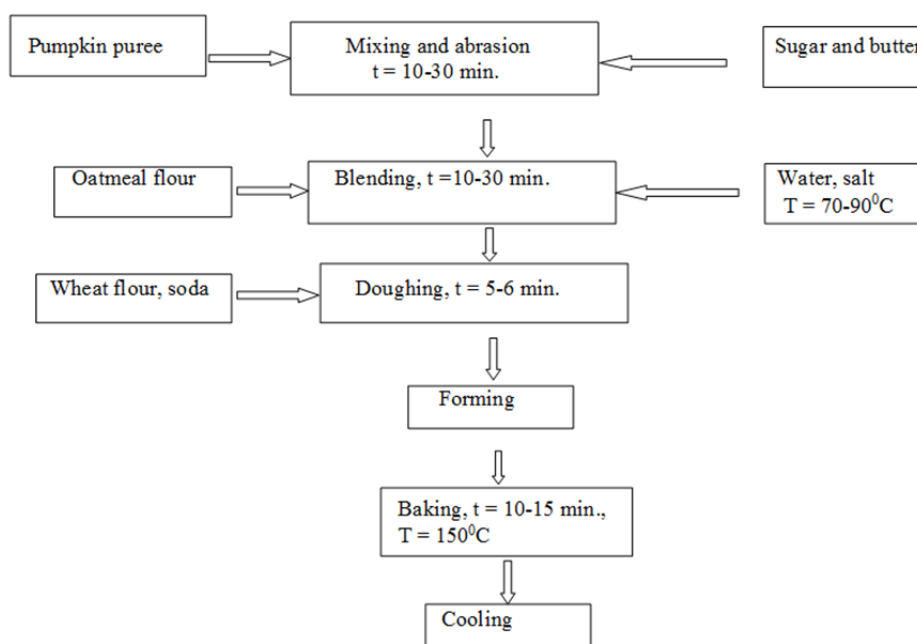 Pumpkin puree
Mixing and abrasion
t = 10-30 min.
Sugar and butter
Oatmeal flour
Blending, t =10-30 min.
Water, salt
T = 70-90⁰C
Wheat flour, soda
Doughing, t = 5-6 min.
Forming
Baking, t = 10-15 min.,
T = 150⁰C
Cooling